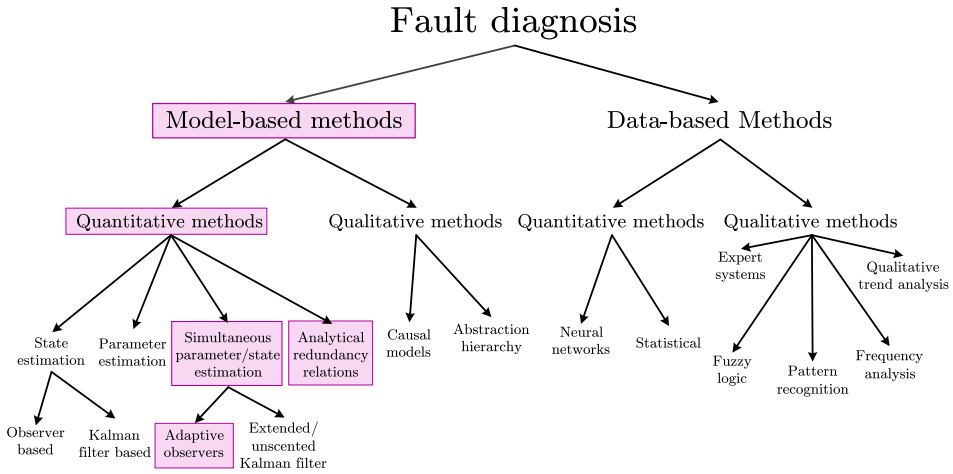 Fault diagnosis
Model-based methods
Data-based Methods
Quantitative methods
Qualitative methods
Quantitative methods
Qualitative methods
State
estimation
Parameter
estimation
Simultaneous
parameter/state
estimation
Analytical
redundancy
relations
Causal
models
Abstraction
hierarchy
Neural
networks
Statistical
Expert
systems
Fuzzy
logic
Pattern
recognition
Frequency
analysis
Qualitative
trend analysis
Observer
based
Kalman
filter based
Adaptive
observers
Extended/
unscented
Kalman filter